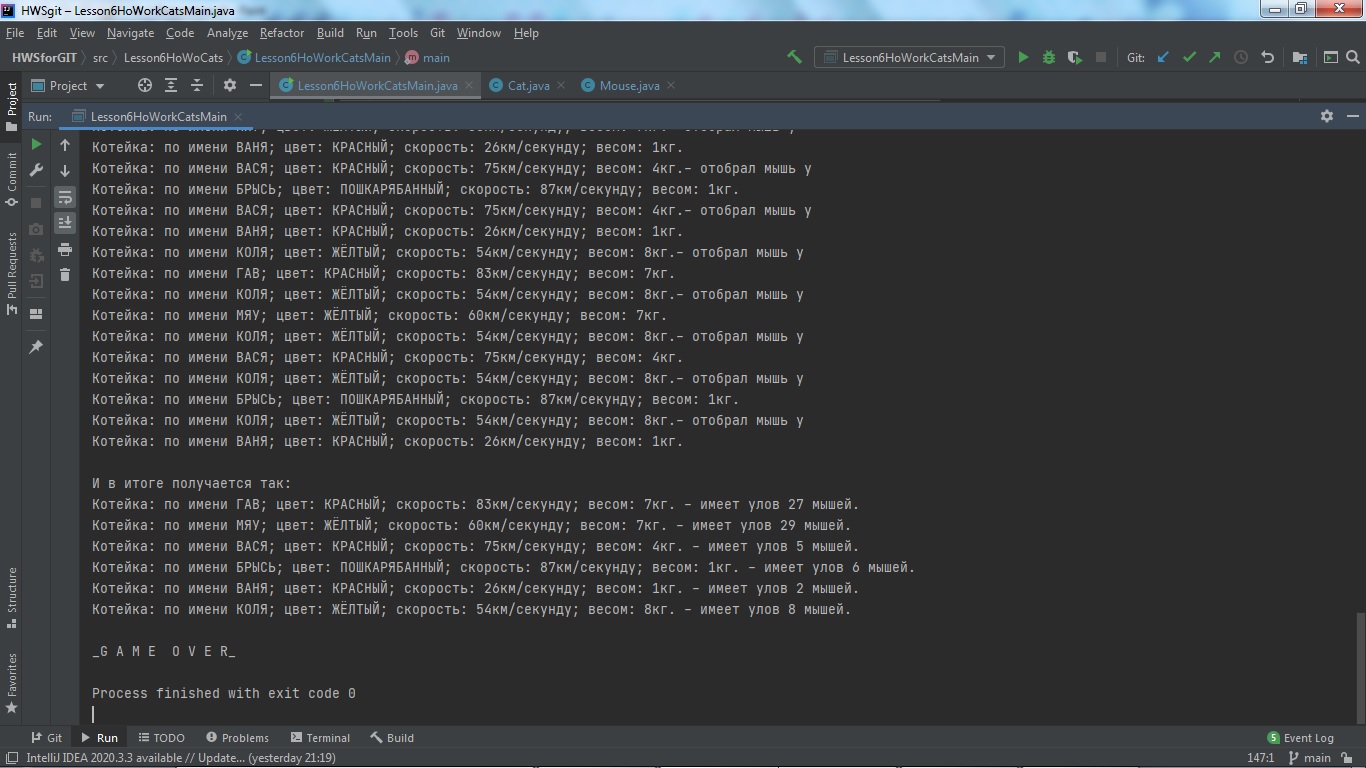 HWSgit – Lesson6HoWorkCatsMain.java
File Edit View Navigate Code Analyze Refactor Build Run Tools Git Window Help
HWSforGIT src Lesson6HoWoCats Lesson6HoWorkCatsMain main Lesson6HoWorkCatsMain Git:
Project Lesson6HoWorkCatsMain.java Cat.java Mouse.java
Run: Lesson6HoWorkCatsMain
Котейка: по имени ВАНЯ; цвет: КРАСНЫЙ; скорость: 26км/секунду; весом: 1кг.
Котейка: по имени ВАСЯ; цвет: КРАСНЫЙ; скорость: 75км/секунду; весом: 4кг.- отобрал мышь у
Котейка: по имени БРЫСЬ; цвет: ПОШКАРЯБАННЫЙ; скорость: 87км/секунду; весом: 1кг.
Котейка: по имени ВАСЯ; цвет: КРАСНЫЙ; скорость: 75км/секунду; весом: 4кг.- отобрал мышь у
Котейка: по имени ВАНЯ; цвет: КРАСНЫЙ; скорость: 26км/секунду; весом: 1кг.
Котейка: по имени КОЛЯ; цвет: ЖЁЛТЫЙ; скорость: 54км/секунду; весом: 8кг.- отобрал мышь у
Котейка: по имени ГАВ; цвет: КРАСНЫЙ; скорость: 83км/секунду; весом: 7кг.
Котейка: по имени КОЛЯ; цвет: ЖЁЛТЫЙ; скорость: 54км/секунду; весом: 8кг.- отобрал мышь у
Котейка: по имени МЯУ; цвет: ЖЁЛТЫЙ; скорость: 60км/секунду; весом: 7кг.
Котейка: по имени КОЛЯ; цвет: ЖЁЛТЫЙ; скорость: 54км/секунду; весом: 8кг.- отобрал мышь у
Котейка: по имени ВАСЯ; цвет: КРАСНЫЙ; скорость: 75км/секунду; весом: 4кг.
Котейка: по имени КОЛЯ; цвет: ЖЁЛТЫЙ; скорость: 54км/секунду; весом: 8кг.- отобрал мышь у
Котейка: по имени БРЫСЬ; цвет: ПОШКАРЯБАННЫЙ; скорость: 87км/секунду; весом: 1кг.
Котейка: по имени КОЛЯ; цвет: ЖЁЛТЫЙ; скорость: 54км/секунду; весом: 8кг.- отобрал мышь у
Котейка: по имени ВАНЯ; цвет: КРАСНЫЙ; скорость: 26км/секунду; весом: 1кг.
И в итоге получается так:
Котейка: по имени ГАВ; цвет: КРАСНЫЙ; скорость: 83км/секунду; весом: 7кг. - имеет улов 27 мышей.
Котейка: по имени МЯУ; цвет: ЖЁЛТЫЙ; скорость: 60км/секунду; весом: 7кг. - имеет улов 29 мышей.
Котейка: по имени ВАСЯ; цвет: КРАСНЫЙ; скорость: 75км/секунду; весом: 4кг. - имеет улов 5 мышей.
Котейка: по имени БРЫСЬ; цвет: ПОШКАРЯБАННЫЙ; скорость: 87км/секунду; весом: 1кг. - имеет улов 6 мышей.
Котейка: по имени ВАНЯ; цвет: КРАСНЫЙ; скорость: 26км/секунду; весом: 1кг. - имеет улов 2 мышей.
Котейка: по имени КОЛЯ; цвет: ЖЁЛТЫЙ; скорость: 54км/секунду; весом: 8кг. - имеет улов 8 мышей.
_G A M E  O V E R_
Process finished with exit code 0
Project
Commit
Pull Requests
Structure
Favorites
Git Run TODO Problems Terminal Build 5 Event Log
IntelliJ IDEA 2020.3.3 available // Update... (yesterday 21:19) 147:1 main